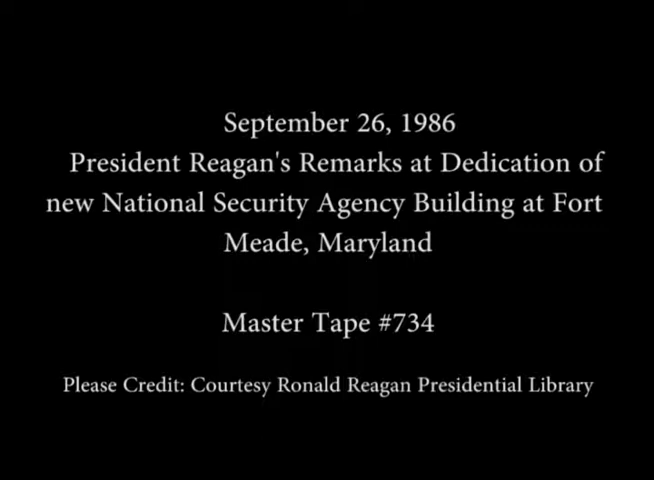 September 26, 1986
President Reagan's Remarks at Dedication of
new National Security Agency Building at Fort
Meade, Maryland
Master Tape #734
Please Credit: Courtesy Ronald Reagan Presidential Library